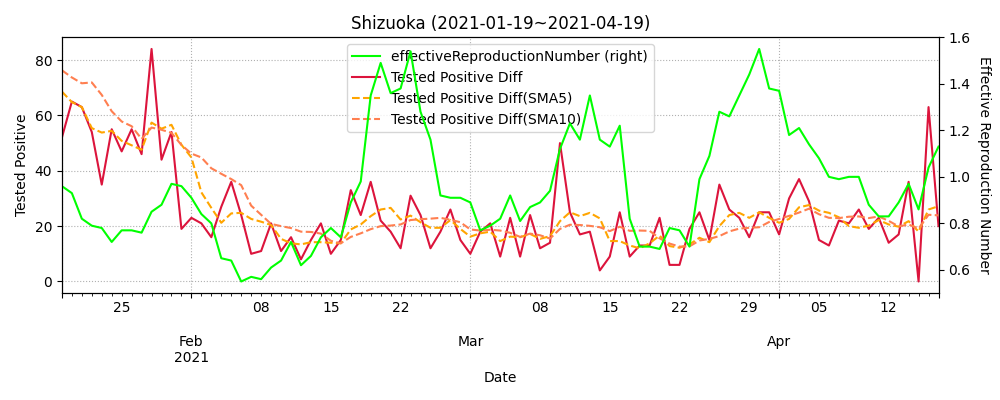 Shizuoka (2021-01-19~2021-04-19)
effectiveReproductionNumber (right)
Tested Positive Diff
Tested Positive Diff(SMA5)
Tested Positive Diff(SMA10)
Tested Positive
80
60
40
20
0
1.6
1.4
1.2
1.0
0.8
0.6
Effective Reproduction Number
25 08 15 22 08 15 22 29 05 12
Feb Mar Apr
2021
Date